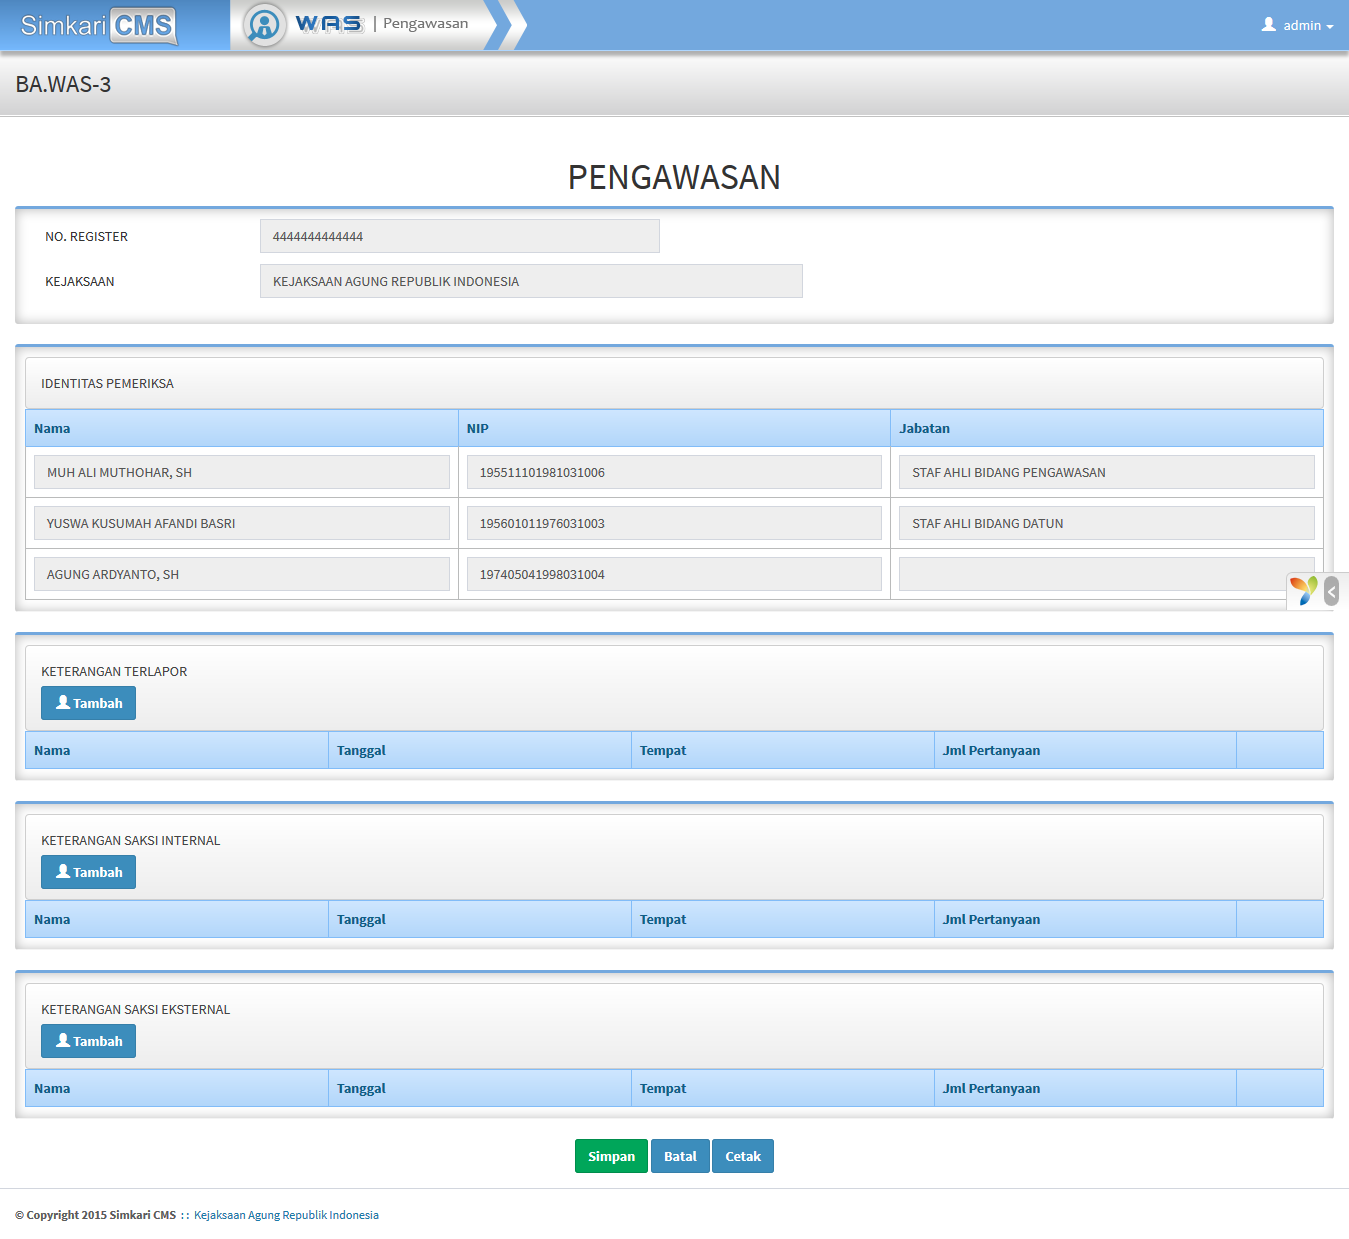 Simkari CMS WAS | Pengawasan admin
BA.WAS-3
PENGAWASAN
NO. REGISTER 4444444444444
KEJAKSAAN KEJAKSAAN AGUNG REPUBLIK INDONESIA
IDENTITAS PEMERIKSA
Nama NIP Jabatan
MUH ALI MUTHOHAR, SH 195511101981031006 STAF AHLI BIDANG PENGAWASAN
YUSWA KUSUMAH AFANDI BASRI 195601011976031003 STAF AHLI BIDANG DATUN
AGUNG ARDYANTO, SH 197405041998031004
KETERANGAN TERLAPOR
Tambah
Nama Tanggal Tempat Jml Pertanyaan
KETERANGAN SAKSI INTERNAL
Tambah
Nama Tanggal Tempat Jml Pertanyaan
KETERANGAN SAKSI EKSTERNAL
Tambah
Nama Tanggal Tempat Jml Pertanyaan
Simpan Batal Cetak
© Copyright 2015 Simkari CMS :: Kejaksaan Agung Republik Indonesia